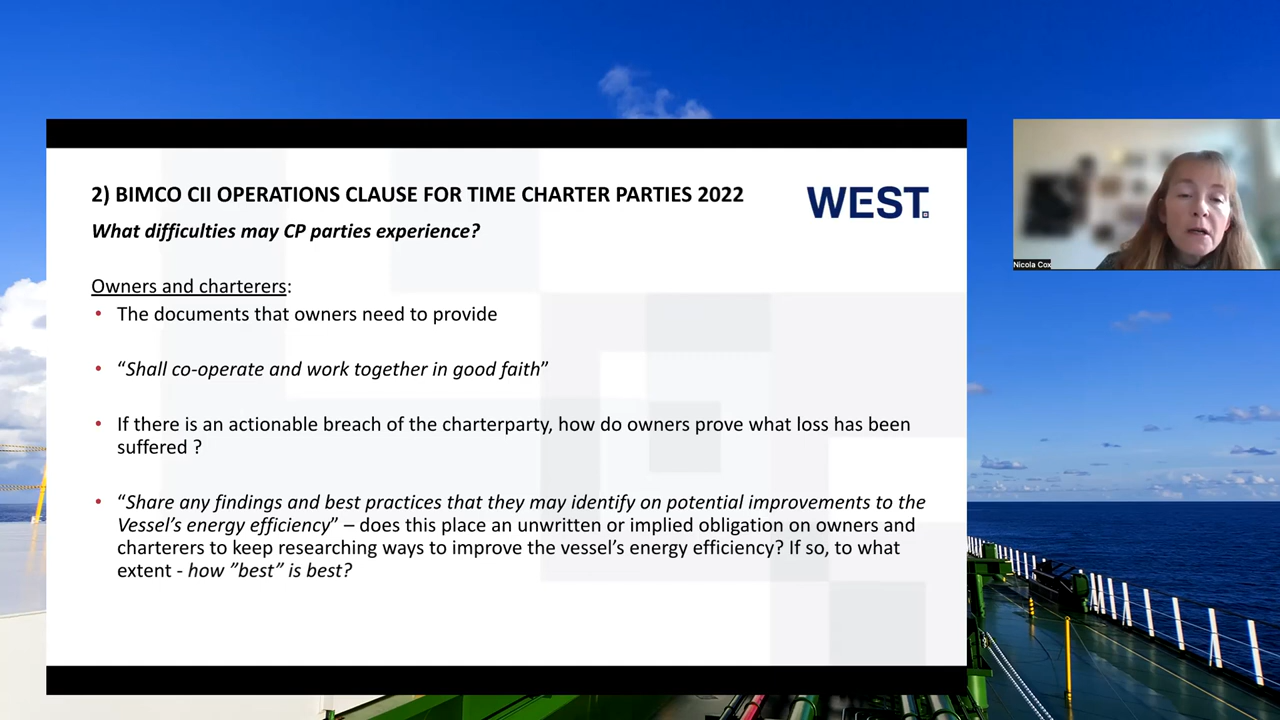 2) BIMCO CII OPERATIONS CLAUSE FOR TIME CHARTER PARTIES 2022
WEST.
What difficulties may CP parties experience?
Owners and charterers:
• The documents that owners need to provide
• “Shall co-operate and work together in good faith”
• If there is an actionable breach of the charterparty, how do owners prove what loss has been
suffered ?
• “Share any findings and best practices that they may identify on potential improvements to the
Vessel’s energy efficiency” – does this place an unwritten or implied obligation on owners and
charterers to keep researching ways to improve the vessel’s energy efficiency? If so, to what
extent - how ”best” is best?
Nicola Cox